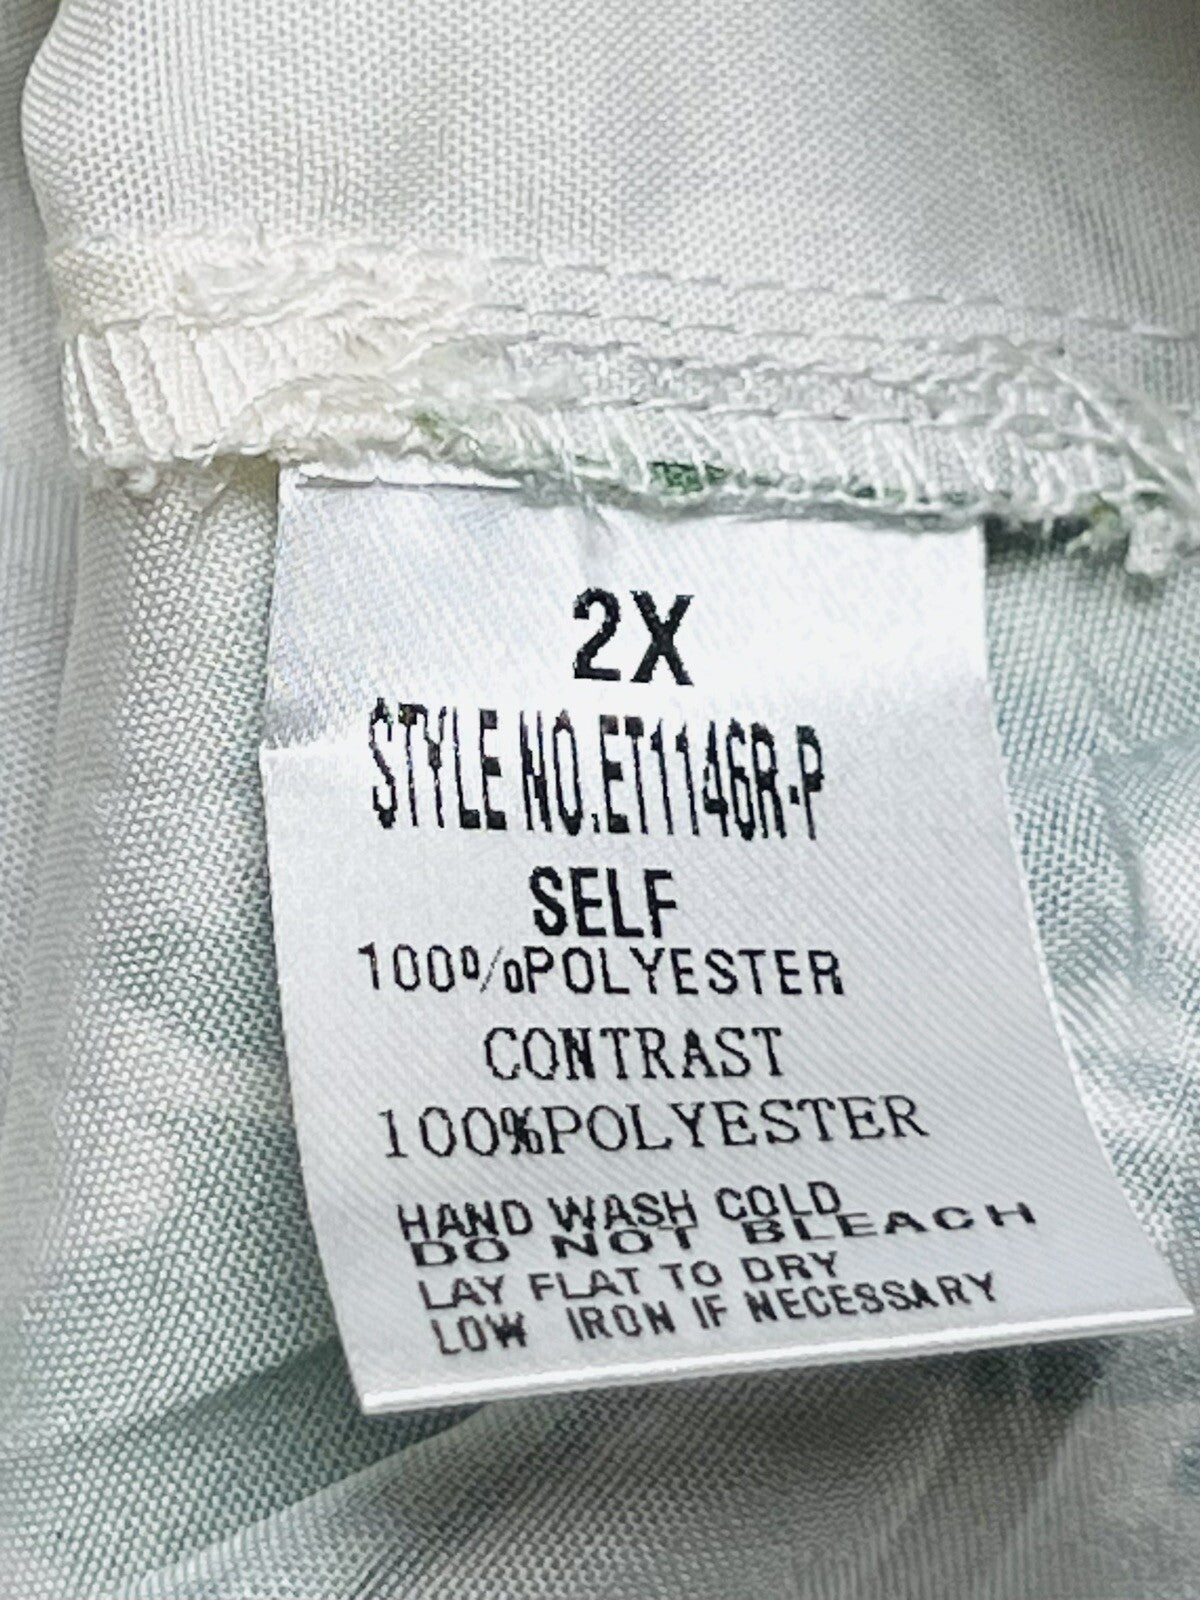 2X
STYLE NO.ET1146R-P
SELF
100%POLYESTER
CONTRAST
100%POLYESTER
HAND WASH COLD
DO NOT BLEACH
LAY FLAT TO DRY
LOW IRON IF NECESSARY